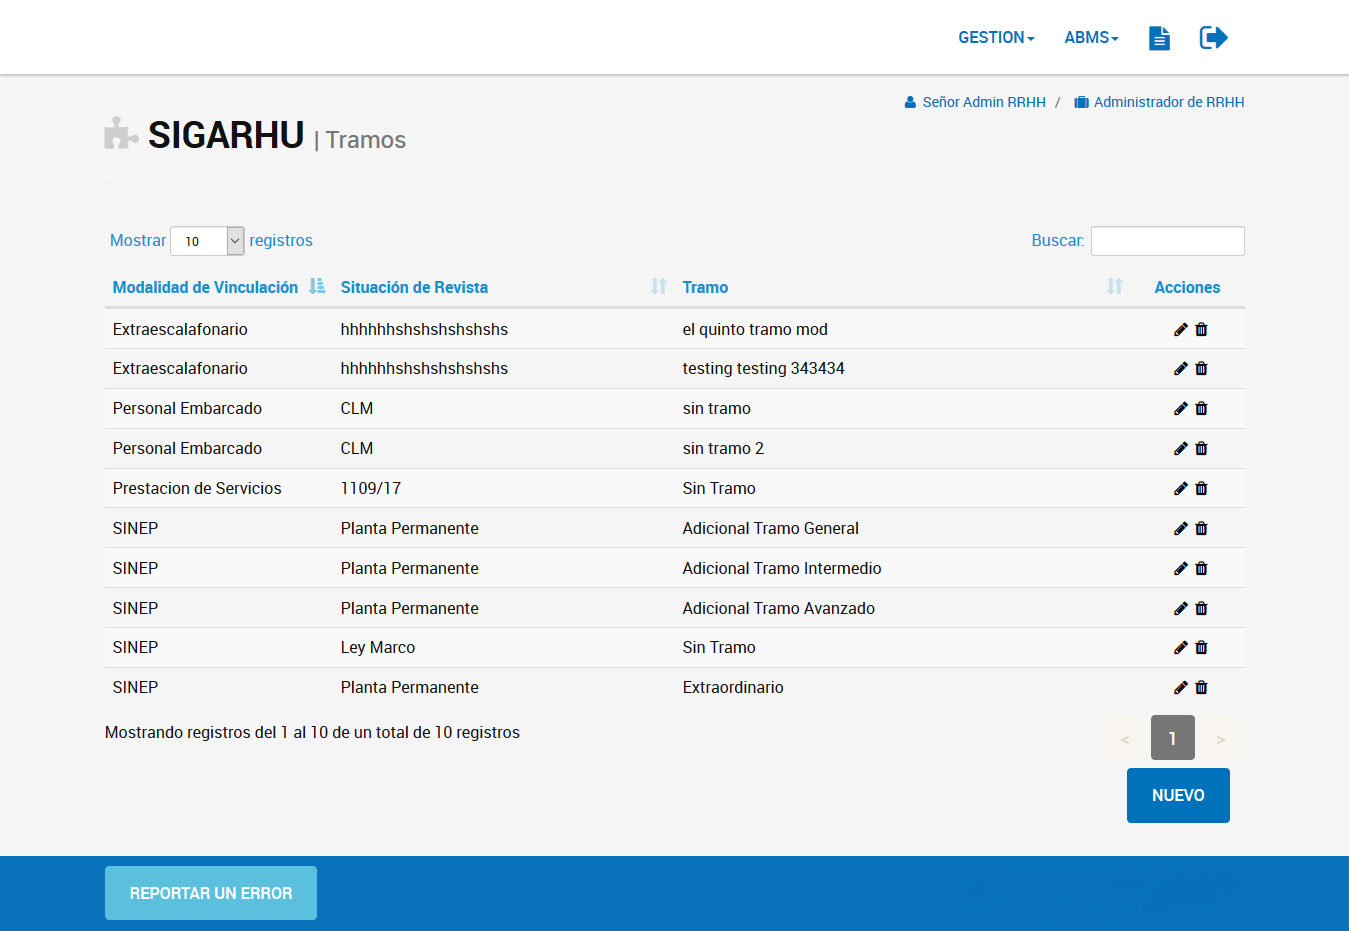 GESTION ABMS
Señor Admin RRHH / Administrador de RRHH
SIGARHU | Tramos
Mostrar 10 registros Buscar:
Modalidad de Vinculación Situación de Revista Tramo Acciones
Extraescalafonario hhhhhhshshshshshshs el quinto tramo mod
Extraescalafonario hhhhhhshshshshshshs testing testing 343434
Personal Embarcado CLM sin tramo
Personal Embarcado CLM sin tramo 2
Prestacion de Servicios 1109/17 Sin Tramo
SINEP Planta Permanente Adicional Tramo General
SINEP Planta Permanente Adicional Tramo Intermedio
SINEP Planta Permanente Adicional Tramo Avanzado
SINEP Ley Marco Sin Tramo
SINEP Planta Permanente Extraordinario
Mostrando registros del 1 al 10 de un total de 10 registros
< 1 >
NUEVO
REPORTAR UN ERROR